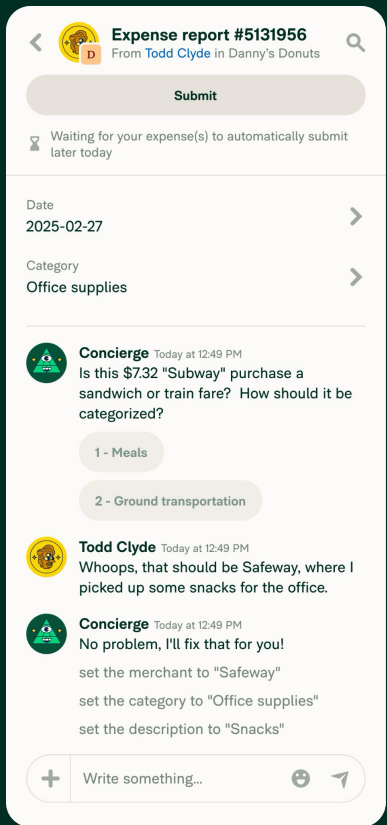 Expense report #5131956
From Todd Clyde in Danny's Donuts
D
Submit
Waiting for your expense(s) to automatically submit
later today
Date
2025-02-27
Category
Office supplies
Concierge Today at 12:49 PM
Is this $7.32 "Subway" purchase a
sandwich or train fare?  How should it be
categorized?
1 - Meals
2 - Ground transportation
Todd Clyde Today at 12:49 PM
Whoops, that should be Safeway, where I
picked up some snacks for the office.
Concierge Today at 12:49 PM
No problem, I'll fix that for you!
set the merchant to "Safeway"
set the category to "Office supplies"
set the description to "Snacks"
Write something...